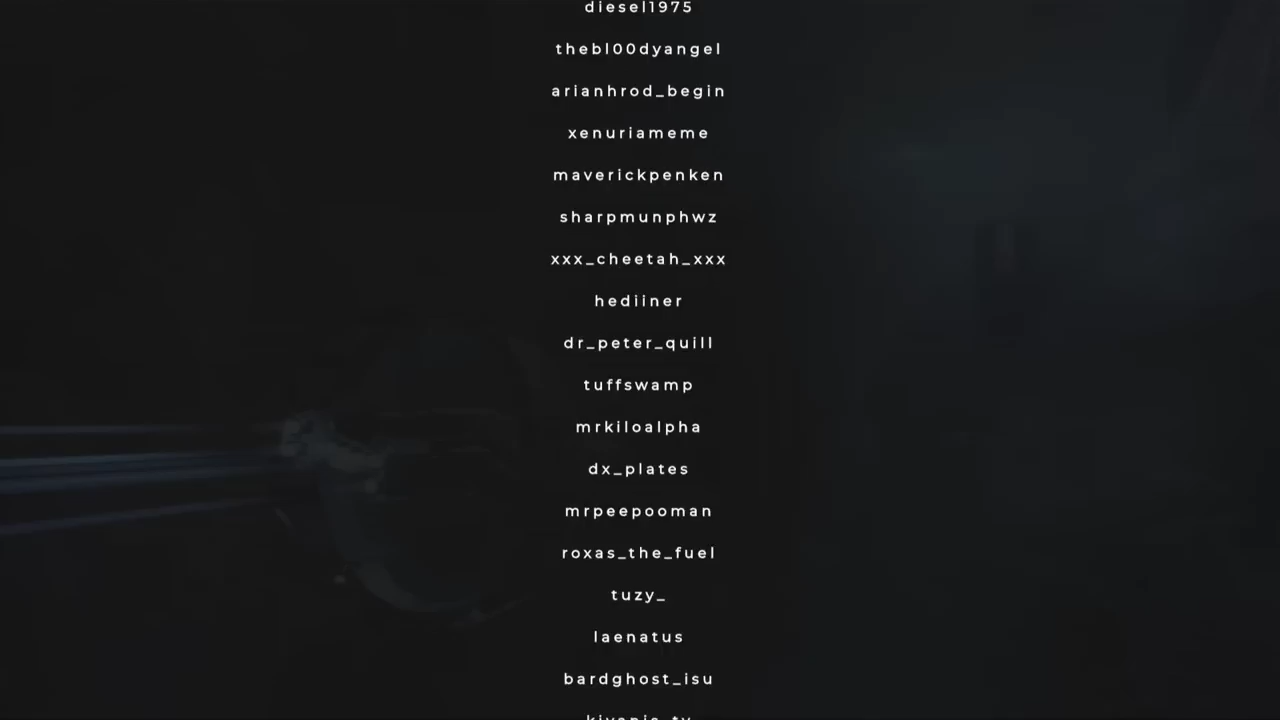 diesel1975
thebl00dyangel
arianhrod_begin
xenuriameme
maverickpenken
sharpmunphwz
xxx_cheetah_xxx
hediiner
dr_peter_quill
tuffswamp
mrkiloalpha
dx_plates
mrpeepooman
roxas_the_fuel
tuzy_
laenatus
bardghost_isu